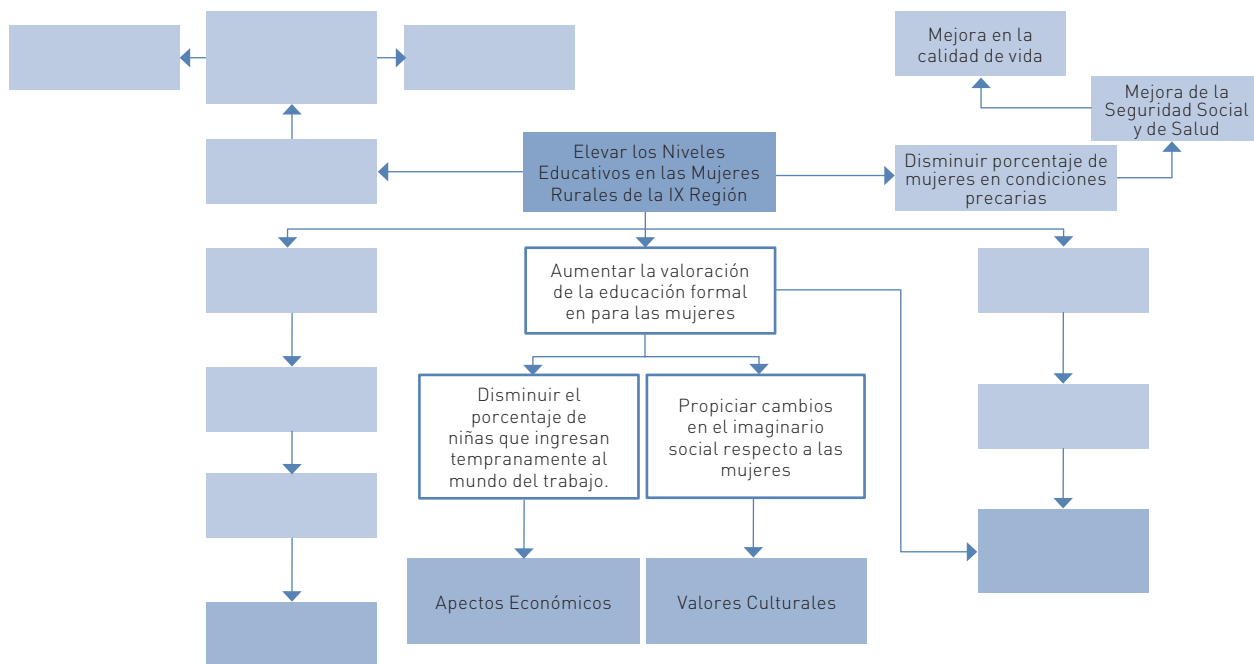 Mejora en la
calidad de vida
Mejora de la
Seguridad Social
y de Salud
Elevar los Niveles
Educativos en las Mujeres
Rurales de la IX Región
Disminuir porcentaje de
mujeres en condiciones
precarias
Aumentar la valoración
de la educación formal
en para las mujeres
Disminuir el
porcentaje de
niñas que ingresan
tempranamente al
mundo del trabajo.
Propiciar cambios
en el imaginario
social respecto a las
mujeres
Apectos Económicos
Valores Culturales